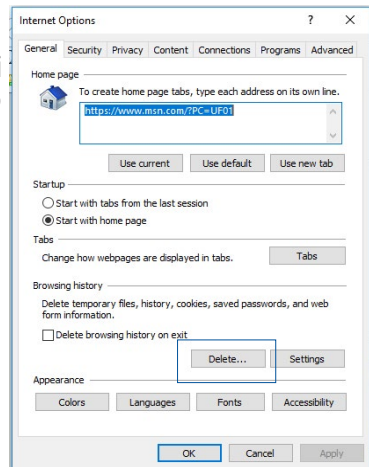 Internet Options ? X
General Security Privacy Content Connections Programs Advanced
Home page
To create home page tabs, type each address on its own line.
https://www.msn.com/?PC=UF01
Use current Use default Use new tab
Startup
Start with tabs from the last session
Start with home page
Tabs
Change how webpages are displayed in tabs. Tabs
Browsing history
Delete temporary files, history, cookies, saved passwords, and web
form information.
Delete browsing history on exit
Delete... Settings
Appearance
Colors Languages Fonts Accessibility
OK Cancel Apply